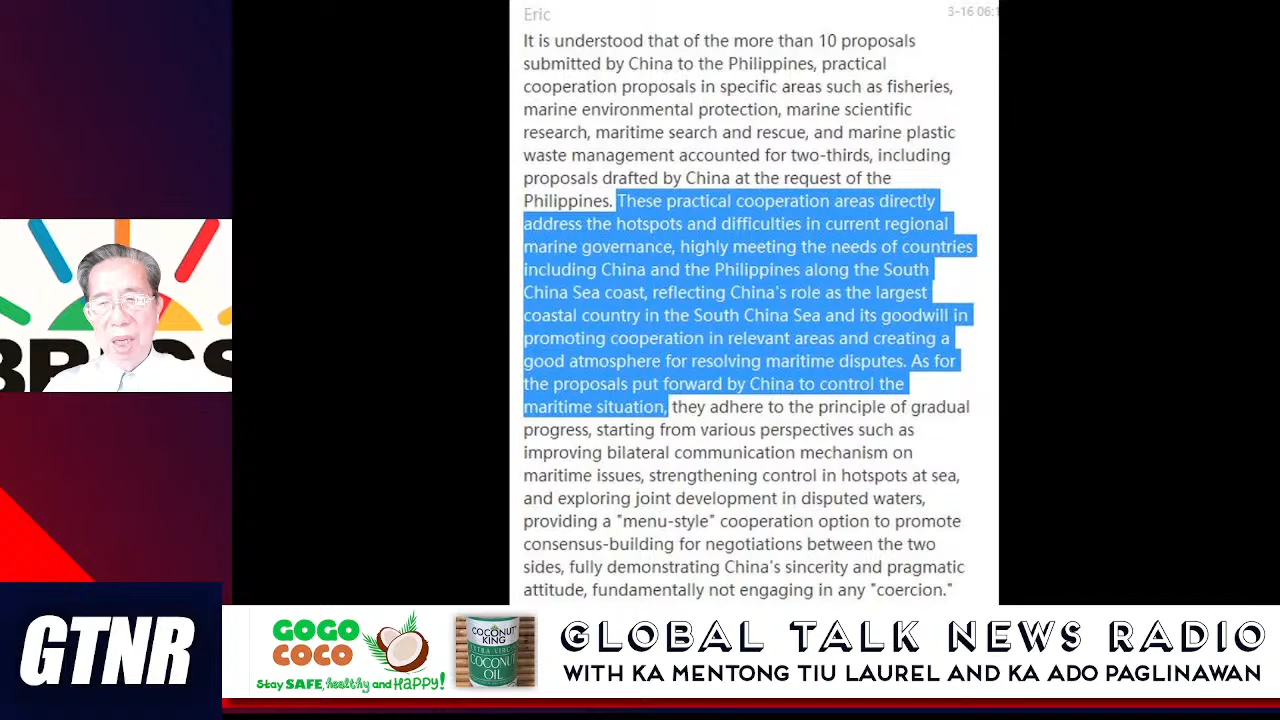 Eric
3-16 06:1
It is understood that of the more than 10 proposals
submitted by China to the Philippines, practical
cooperation proposals in specific areas such as fisheries,
marine environmental protection, marine scientific
research, maritime search and rescue, and marine plastic
waste management accounted for two-thirds, including
proposals drafted by China at the request of the
Philippines. These practical cooperation areas directly
address the hotspots and difficulties in current regional
marine governance, highly meeting the needs of countries
including China and the Philippines along the South
China Sea coast, reflecting China's role as the largest
coastal country in the South China Sea and its goodwill in
promoting cooperation in relevant areas and creating a
good atmosphere for resolving maritime disputes. As for
the proposals put forward by China to control the
maritime situation, they adhere to the principle of gradual
progress, starting from various perspectives such as
improving bilateral communication mechanism on
maritime issues, strengthening control in hotspots at sea,
and exploring joint development in disputed waters,
providing a "menu-style" cooperation option to promote
consensus-building for negotiations between the two
sides, fully demonstrating China's sincerity and pragmatic
attitude, fundamentally not engaging in any "coercion."
GTNR
GOGO
COCO
Stay SAFE, healthy and HAPPY!
COCONUT
KING
EXTRA VIRGIN
COCONUT
OIL
GLOBAL TALK NEWS RADIO
WITH KA MENTONG TIU LAUREL AND KA ADO PAGLINAWAN